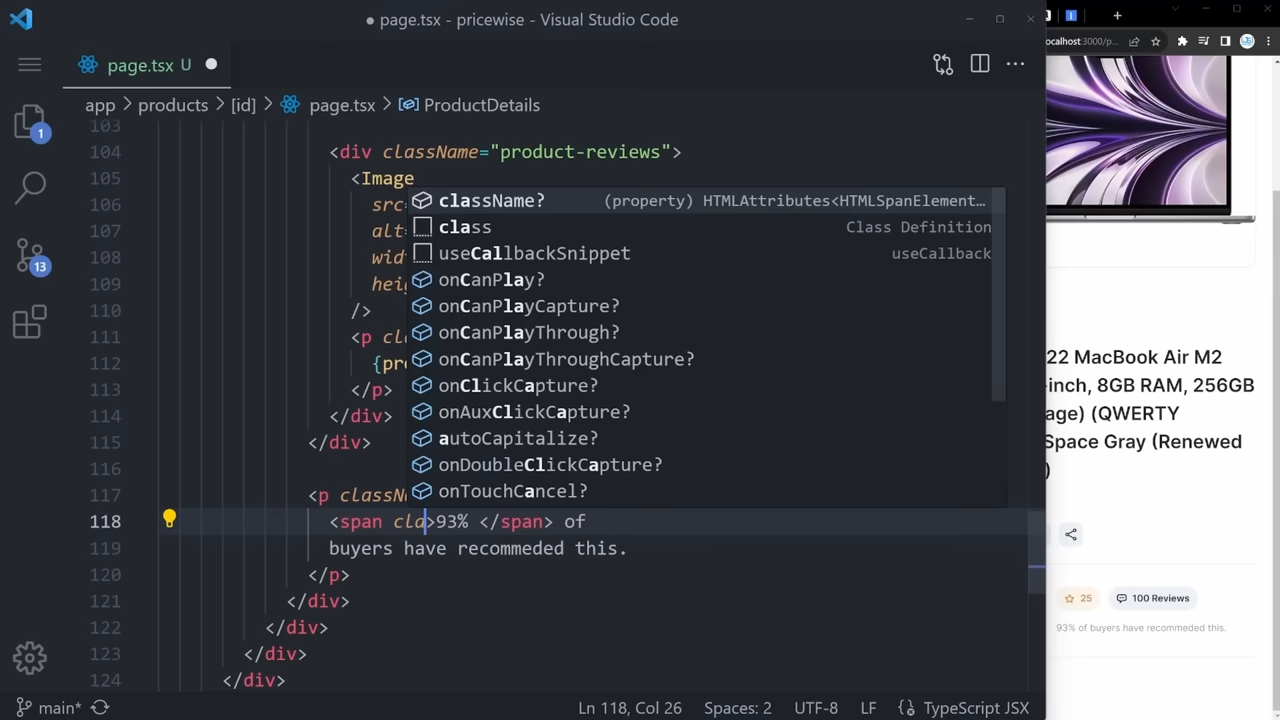 page.tsx - pricewise - Visual Studio Code
page.tsx U
app > products > [id] > page.tsx > ProductDetails
103
104 <div className="product-reviews">
105 <Image
106 src
107 alt
108 wid
109 heig
110 />
111 <p cl
112 {pr
113 </p>
114 </div>
115 </div>
116
117 <p classN
118 <span cla>93% </span> of
119 buyers have recommeded this.
120 </p>
121 </div>
122 </div>
123 </div>
124 </div>
className? (property) HTMLAttributes<HTMLSpanElement…
class Class Definition
useCallbackSnippet useCallback
onCanPlay?
onCanPlayCapture?
onCanPlayThrough?
onCanPlayThroughCapture?
onClickCapture?
onAuxClickCapture?
autoCapitalize?
onDoubleClickCapture?
onTouchCancel?
1
13
main* Ln 118, Col 26 Spaces: 2 UTF-8 LF TypeScript JSX
localhost:3000/p...
22 MacBook Air M2
-inch, 8GB RAM, 256GB
age) (QWERTY
Space Gray (Renewed
)
25 100 Reviews
93% of buyers have recommeded this.